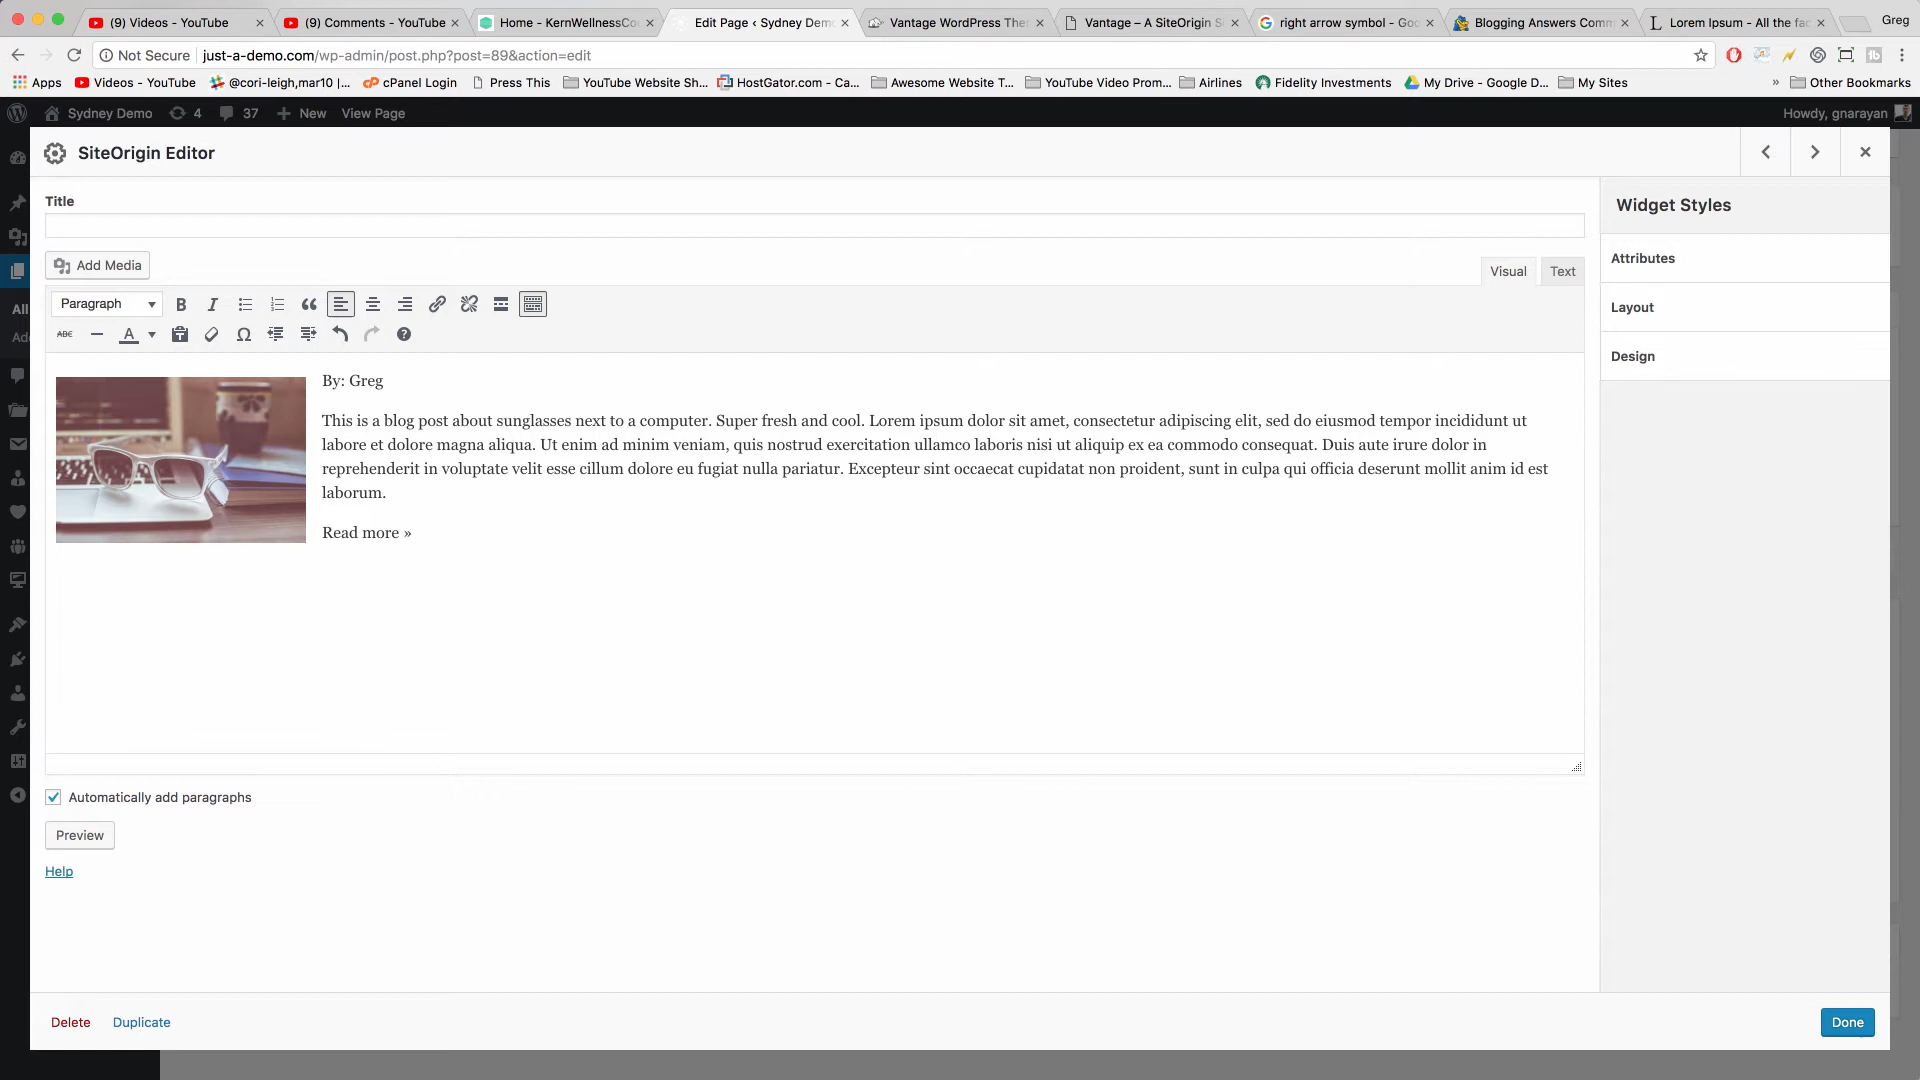 (9) Videos - YouTube
(9) Comments - YouTube
Home - KernWellnessCou
Edit Page ‹ Sydney Demo
Vantage WordPress Them
Vantage – A SiteOrigin S
right arrow symbol - Goo
Blogging Answers Comm
Lorem Ipsum - All the fac
Greg
Not Secure
just-a-demo.com/wp-admin/post.php?post=89&action=edit
Apps
Videos - YouTube
@cori-leigh,mar10 |...
cPanel Login
Press This
YouTube Website Sh...
HostGator.com - Ca...
Awesome Website T...
YouTube Video Prom...
Airlines
Fidelity Investments
My Drive - Google D...
My Sites
»
Other Bookmarks
Sydney Demo
4
37
New
View Page
Howdy, gnarayan
SiteOrigin Editor
Title
Widget Styles
Add Media
Visual
Text
Attributes
Paragraph
Layout
ABC
Design
All
Add
By: Greg
This is a blog post about sunglasses next to a computer. Super fresh and cool. Lorem ipsum dolor sit amet, consectetur adipiscing elit, sed do eiusmod tempor incididunt ut
labore et dolore magna aliqua. Ut enim ad minim veniam, quis nostrud exercitation ullamco laboris nisi ut aliquip ex ea commodo consequat. Duis aute irure dolor in
reprehenderit in voluptate velit esse cillum dolore eu fugiat nulla pariatur. Excepteur sint occaecat cupidatat non proident, sunt in culpa qui officia deserunt mollit anim id est
laborum.
Read more »
Automatically add paragraphs
Preview
Help
Delete
Duplicate
Done